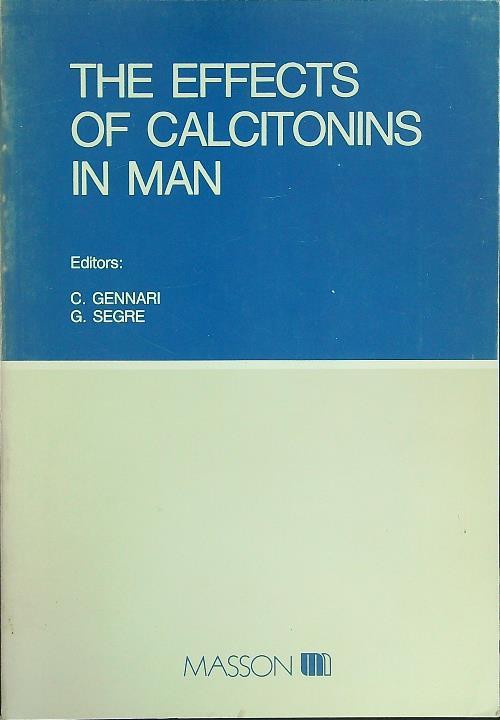 THE EFFECTS
OF CALCITONINS
IN MAN
Editors:
C. GENNARI
G. SEGRE
MASSON